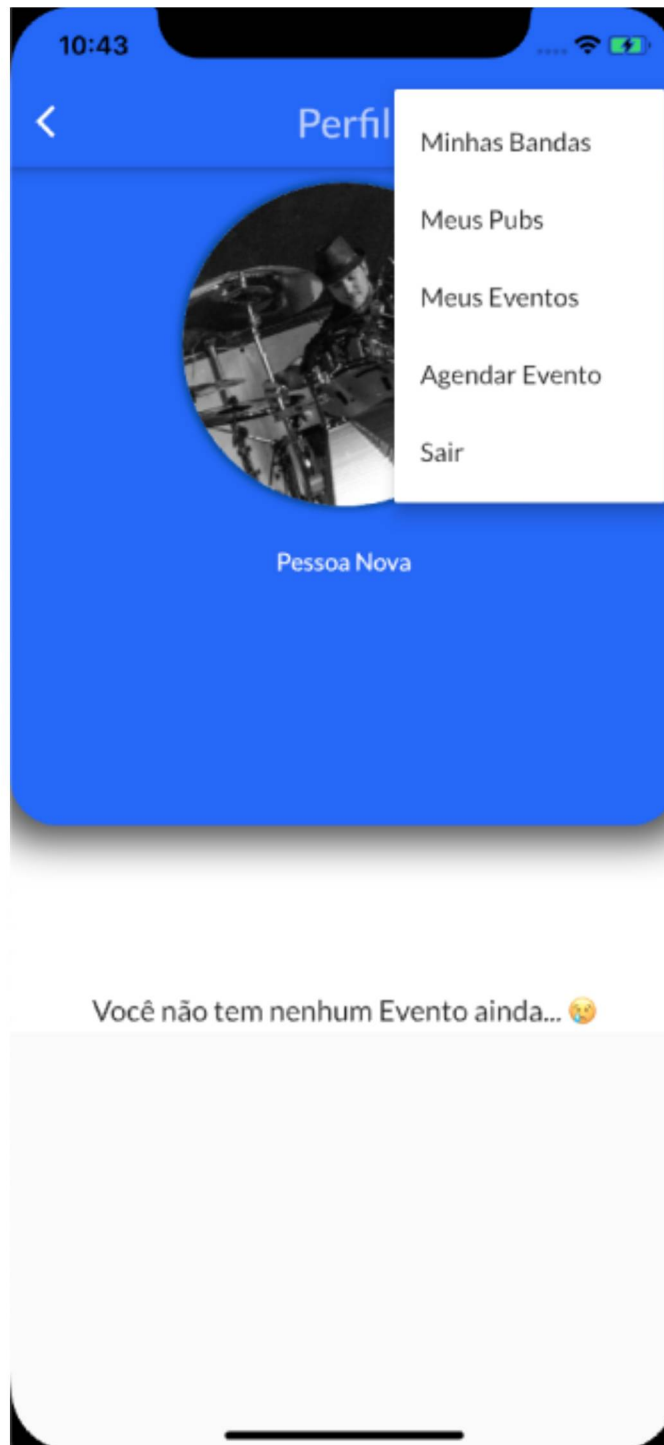 10:43
Perfil
Minhas Bandas
Meus Pubs
Meus Eventos
Agendar Evento
Sair
Pessoa Nova
Você não tem nenhum Evento ainda... 😢